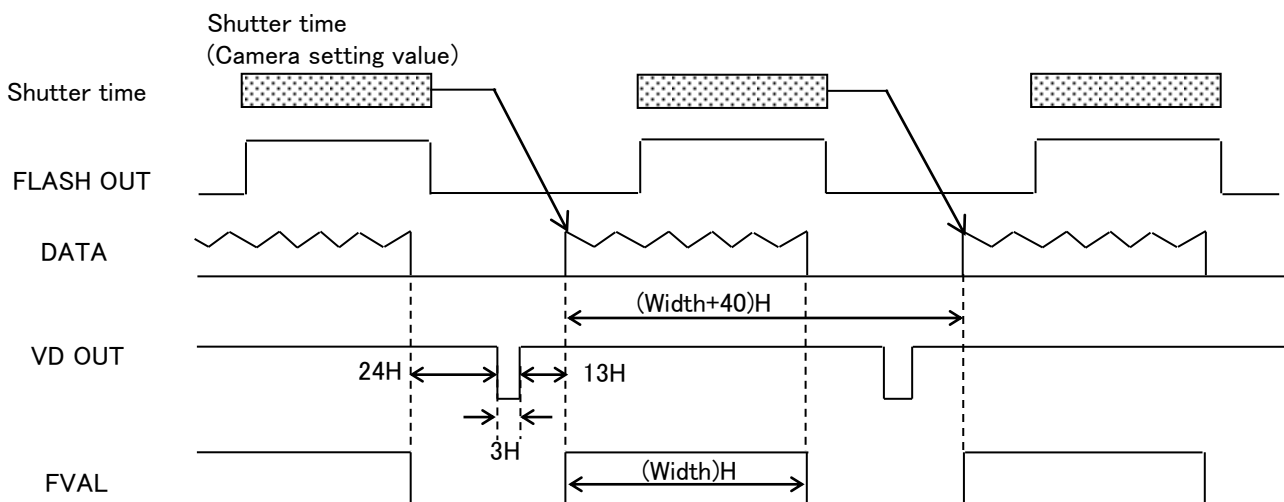 Shutter time
(Camera setting value)
Shutter time
FLASH OUT
DATA
(Width+40)H
VD OUT
24H
13H
3H
(Width)H
FVAL